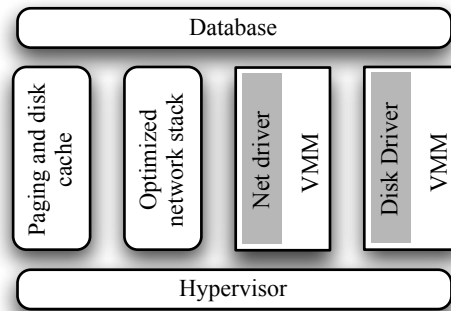 Database
Paging and disk
cache
Optimized
network stack
Net driver
VMM
Disk Driver
VMM
Hypervisor